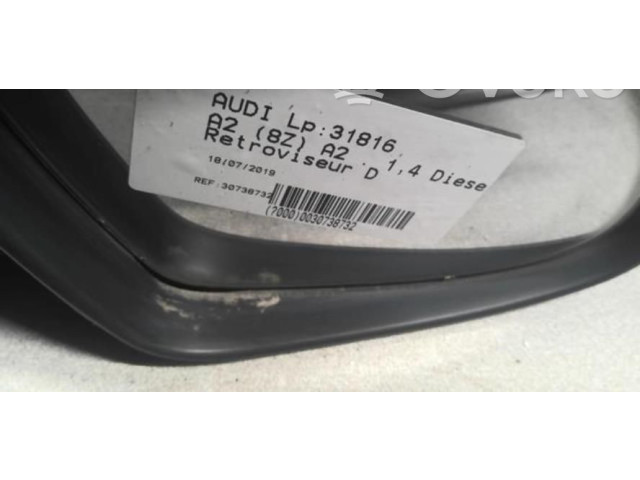 AUDI Lp:31816
A2 (8Z) A2 . 1,4 Diese
Retroviseur D
18/07/2019
REF:30738732
(7000)0030738732